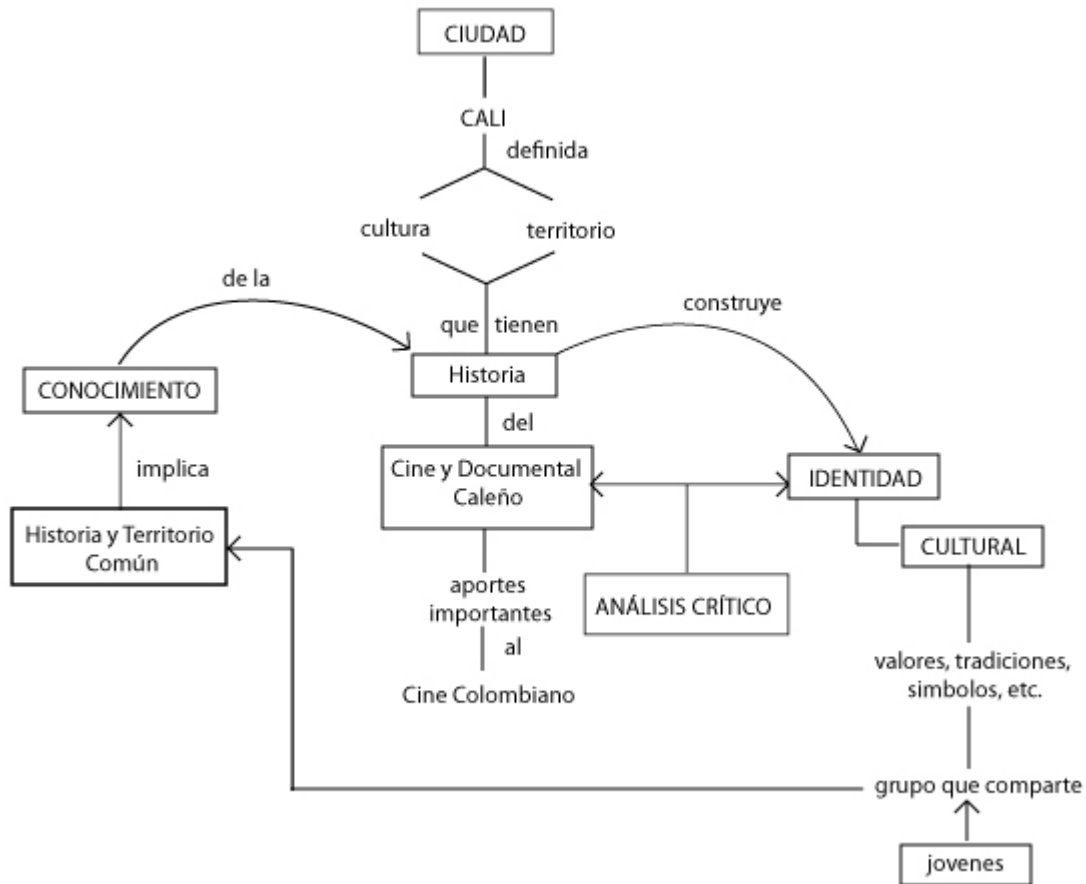 CIUDAD
CALI
definida
cultura
territorio
de la
construye
que tienen
Historia
CONOCIMIENTO
del
implica
Cine y Documental
Caleño
IDENTIDAD
Historia y Territorio
Común
CULTURAL
aportes
importantes
al
ANÁLISIS CRÍTICO
Cine Colombiano
valores, tradiciones,
simbolos, etc.
grupo que comparte
jovenes